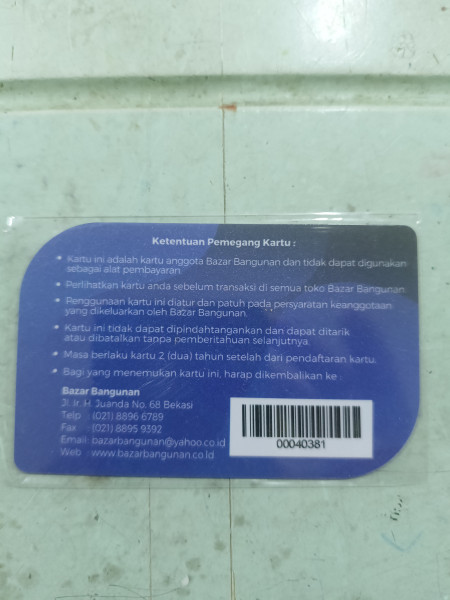 Ketentuan Pemegang Kartu :
• Kartu ini adalah kartu anggota Bazar Bangunan dan tidak dapat digunakan
sebagai alat pembayaran.
• Perlihatkan kartu anda sebelum transaksi di semua toko Bazar Bangunan.
• Penggunaan kartu ini diatur dan patuh pada persyaratan keanggotaan
yang dikeluarkan oleh Bazar Bangunan.
• Kartu ini tidak dapat dipindahtangankan dan dapat ditarik
atau dibatalkan tanpa pemberitahuan selanjutnya.
• Masa berlaku kartu 2 (dua) tahun setelah dari pendaftaran kartu.
• Bagi yang menemukan kartu ini, harap dikembalikan ke :
Bazar Bangunan
Jl. Ir. H. Juanda No. 68 Bekasi
Telp : (021) 8896 6789
Fax : (021) 8895 9392
Email : bazarbangunan@yahoo.co.id
Web : www.bazarbangunan.co.id
00040381